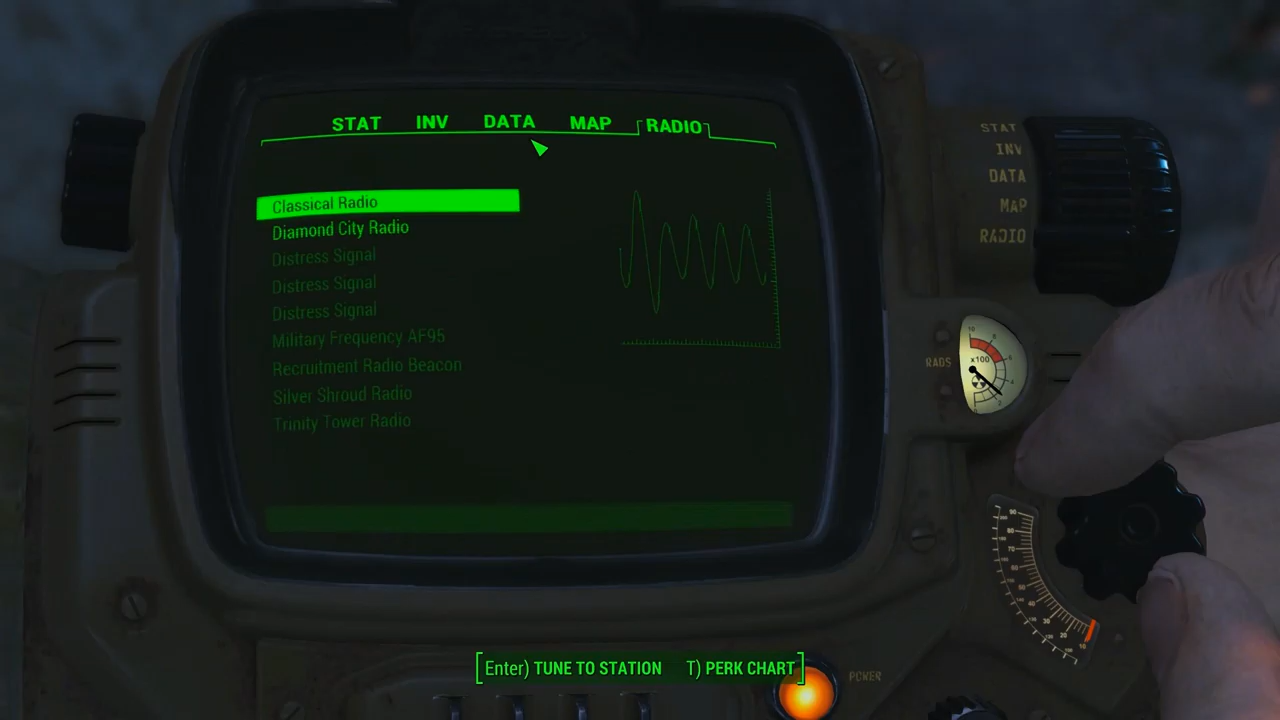 STAT INV DATA MAP RADIO
Classical Radio
Diamond City Radio
Distress Signal
Distress Signal
Distress Signal
Military Frequency AF95
Recruitment Radio Beacon
Silver Shroud Radio
Trinity Tower Radio
STAT
INV
DATA
MAP
RADIO
RADS
x100
[Enter) TUNE TO STATION T) PERK CHART]
POWER